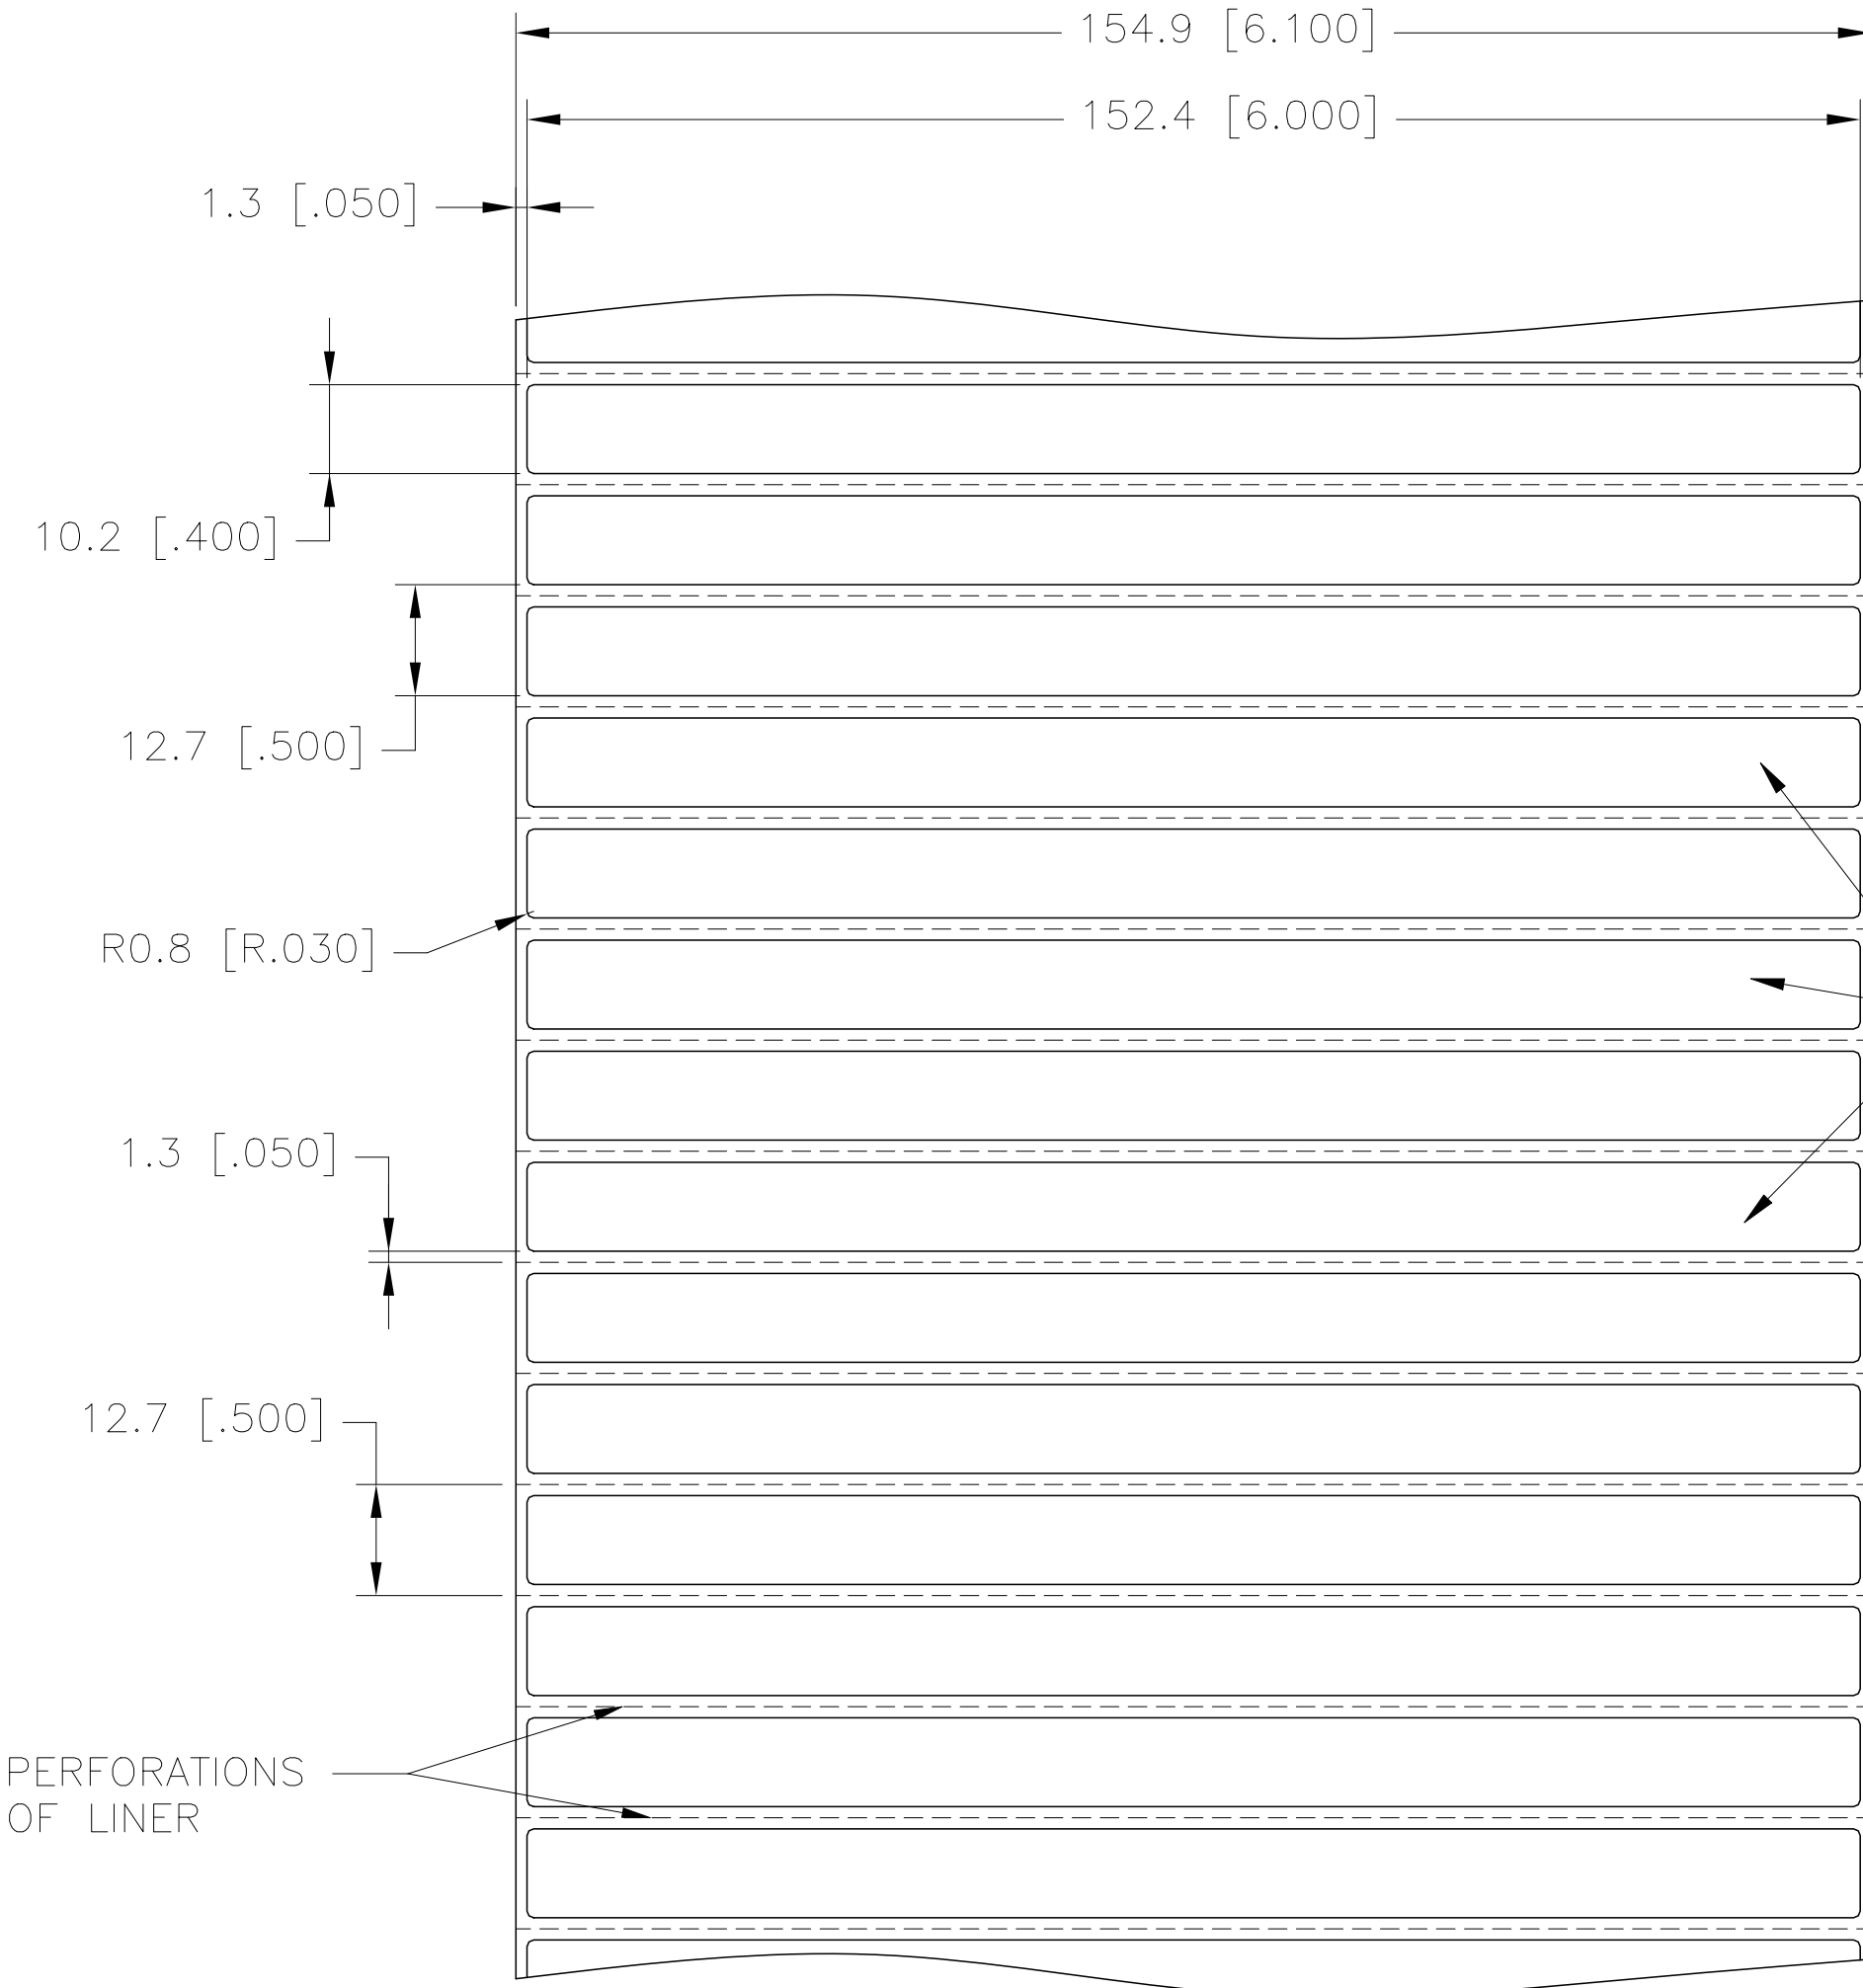 154.9 [6.100]
152.4 [6.000]
1.3 [.050]
10.2 [.400]
12.7 [.500]
R0.8 [R.030]
1.3 [.050]
12.7 [.500]
PERFORATIONS
OF LINER